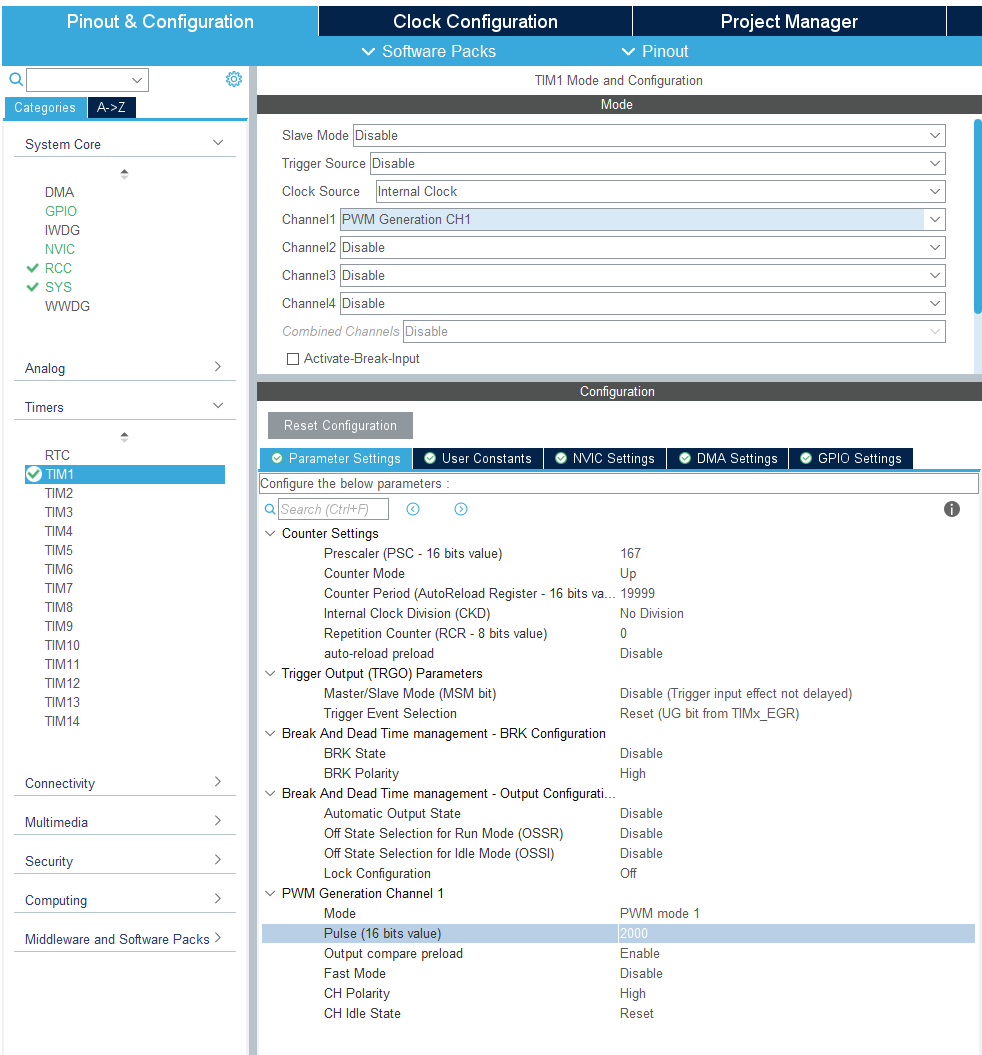 Pinout & Configuration
Clock Configuration
Project Manager
Software Packs
Pinout
Categories
A->Z
System Core
DMA
GPIO
IWDG
NVIC
RCC
SYS
WWDG
Analog
Timers
RTC
TIM1
TIM2
TIM3
TIM4
TIM5
TIM6
TIM7
TIM8
TIM9
TIM10
TIM11
TIM12
TIM13
TIM14
Connectivity
Multimedia
Security
Computing
Middleware and Software Packs
TIM1 Mode and Configuration
Mode
Slave Mode Disable
Trigger Source Disable
Clock Source Internal Clock
Channel1 PWM Generation CH1
Channel2 Disable
Channel3 Disable
Channel4 Disable
Combined Channels Disable
Activate-Break-Input
Configuration
Reset Configuration
Parameter Settings
User Constants
NVIC Settings
DMA Settings
GPIO Settings
Configure the below parameters :
Search (Ctrl+F)
Counter Settings
Prescaler (PSC - 16 bits value) 167
Counter Mode Up
Counter Period (AutoReload Register - 16 bits va... 19999
Internal Clock Division (CKD) No Division
Repetition Counter (RCR - 8 bits value) 0
auto-reload preload Disable
Trigger Output (TRGO) Parameters
Master/Slave Mode (MSM bit) Disable (Trigger input effect not delayed)
Trigger Event Selection Reset (UG bit from TIMx_EGR)
Break And Dead Time management - BRK Configuration
BRK State Disable
BRK Polarity High
Break And Dead Time management - Output Configurati...
Automatic Output State Disable
Off State Selection for Run Mode (OSSR) Disable
Off State Selection for Idle Mode (OSSI) Disable
Lock Configuration Off
PWM Generation Channel 1
Mode PWM mode 1
Pulse (16 bits value) 2000
Output compare preload Enable
Fast Mode Disable
CH Polarity High
CH Idle State Reset